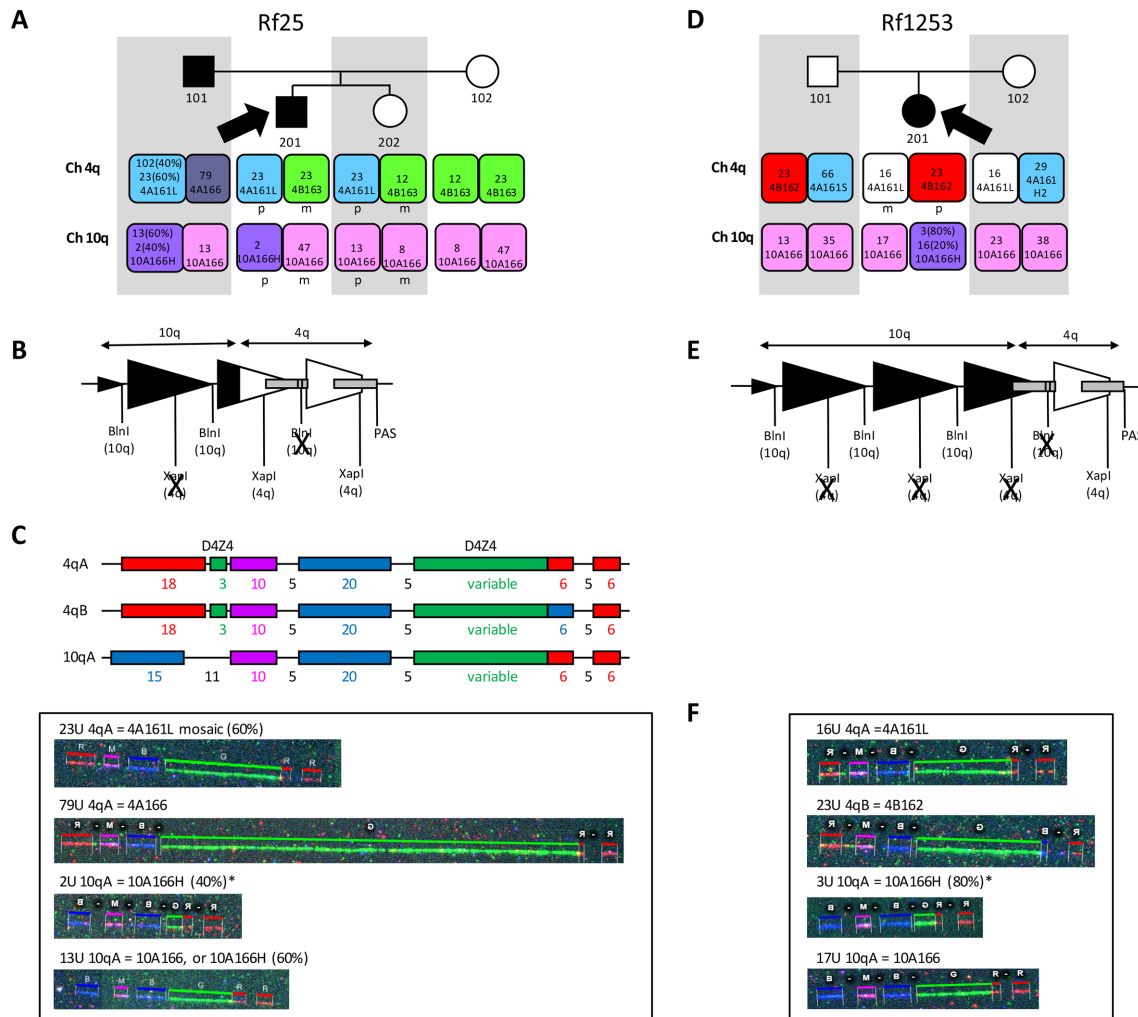 A
Rf25
101
102
201
202
Ch 4q
102(40%)
23(60%)
4A161L
79
4A166
23
4A161L
23
4B163
23
4A161L
12
4B163
12
4B163
23
4B163
p
m
p
m
Ch 10q
13(60%)
2(40%)
10A166H
13
10A166
2
10A166H
47
10A166
13
10A166
8
10A166
8
10A166
47
10A166
p
m
p
m
D
Rf1253
101
102
201
Ch 4q
23
4B162
66
4A161S
16
4A161L
23
4B162
16
4A161L
29
4A161
H2
m
p
Ch 10q
13
10A166
35
10A166
17
10A166
3(80%)
16(20%)
10A166H
23
10A166
38
10A166
B
10q
4q
BlnI
(10q)
BlnI
(10q)
BlnI
(10q)
PAS
XapI
(4q)
XapI
(4q)
XapI
(4q)
E
10q
4q
BlnI
(10q)
BlnI
(10q)
BlnI
(10q)
BlnI
(10q)
PAS
XapI
(4q)
XapI
(4q)
XapI
(4q)
XapI
(4q)
C
D4Z4
D4Z4
4qA
18
3
10
5
20
5
variable
6
5
6
4qB
18
3
10
5
20
5
variable
6
5
6
10qA
15
11
10
5
20
5
variable
6
5
6
23U 4qA = 4A161L mosaic (60%)
R M B G R R
79U 4qA = 4A166
R - M - B - G R - R
2U 10qA = 10A166H (40%)*
B - M - B - G - R - R
13U 10qA = 10A166, or 10A166H (60%)
B M B G R R
F
16U 4qA =4A161L
R - M - B - G - R - R
23U 4qB = 4B162
R - M - B - G - B - R
3U 10qA = 10A166H (80%)*
B - M - B - G - R - R
17U 10qA = 10A166
B - M - B - G - R - R